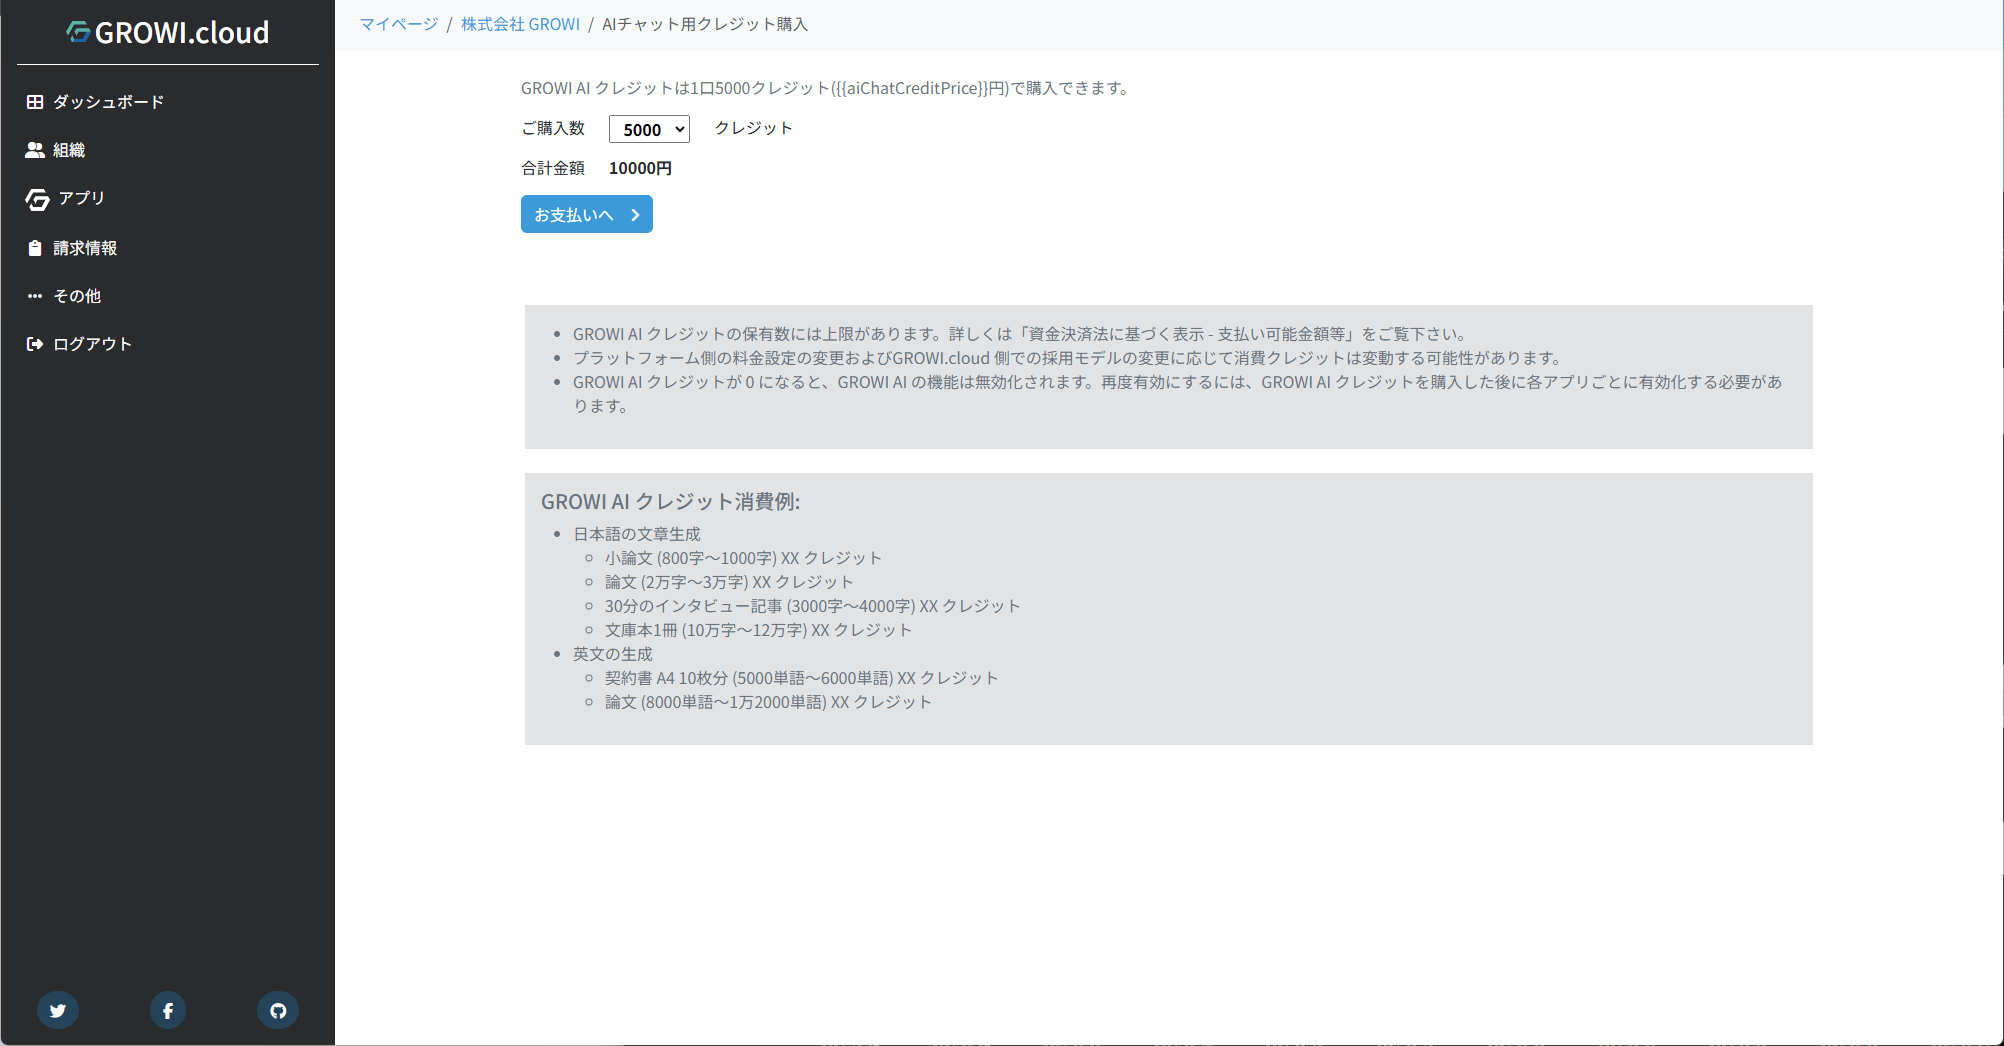 GROWI.cloud
ダッシュボード
組織
アプリ
請求情報
その他
ログアウト
マイページ / 株式会社 GROWI / AIチャット用クレジット購入
GROWI AI クレジットは1口5000クレジット({{aiChatCreditPrice}}円)で購入できます。
ご購入数 5000 クレジット
合計金額 10000円
お支払いへ
GROWI AI クレジットの保有数には上限があります。詳しくは「資金決済法に基づく表示 - 支払い可能金額等」をご覧下さい。
プラットフォーム側の料金設定の変更およびGROWI.cloud 側での採用モデルの変更に応じて消費クレジットは変動する可能性があります。
GROWI AI クレジットが 0 になると、GROWI AI の機能は無効化されます。再度有効にするには、GROWI AI クレジットを購入した後に各アプリごとに有効化する必要があ
ります。
GROWI AI クレジット消費例:
日本語の文章生成
小論文 (800字～1000字) XX クレジット
論文 (2万字～3万字) XX クレジット
30分のインタビュー記事 (3000字～4000字) XX クレジット
文庫本1冊 (10万字～12万字) XX クレジット
英文の生成
契約書 A4 10枚分 (5000単語～6000単語) XX クレジット
論文 (8000単語～1万2000単語) XX クレジット